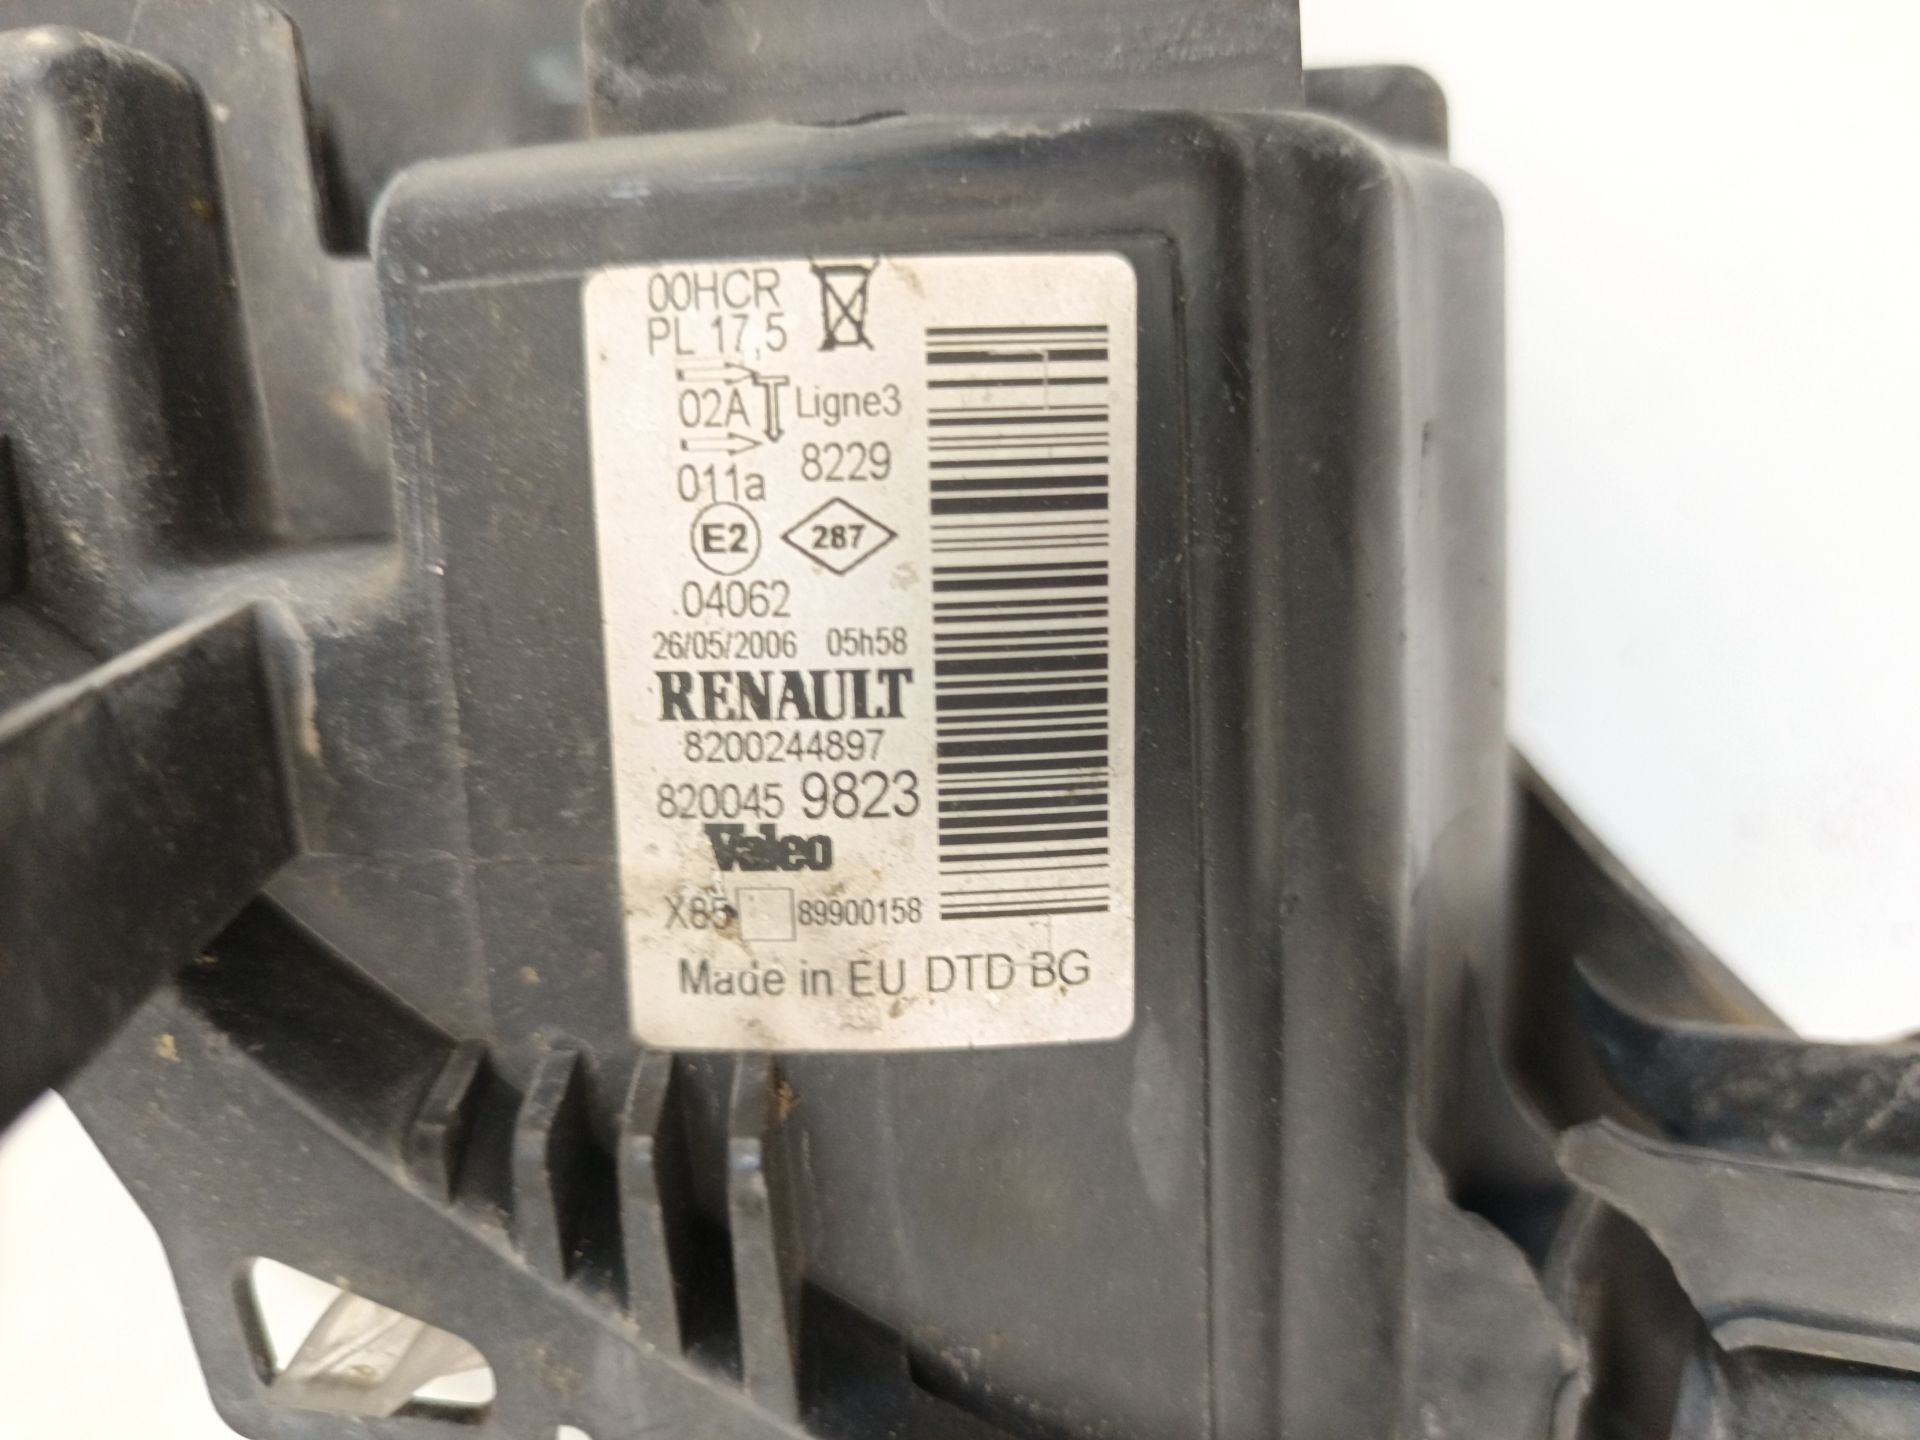 00HCR
PL 17,5
02A Ligne3
011a 8229
E2 287
.04062
26/05/2006 05h58
RENAULT
8200244897
820045 9823
Valeo
X85 89900158
Made in EU DTD BG